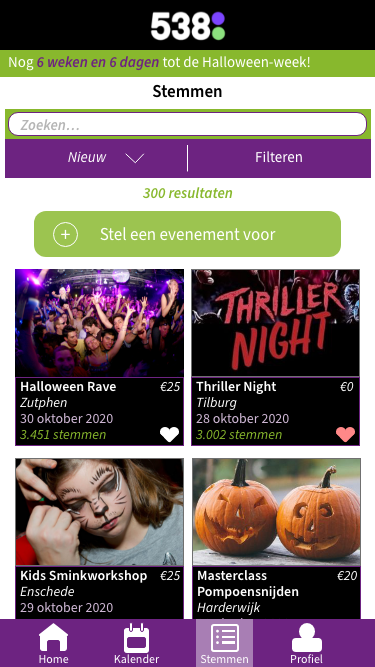 538
Nog 6 weken en 6 dagen tot de Halloween-week!
Stemmen
Zoeken...
Nieuw
Filteren
300 resultaten
+ Stel een evenement voor
THRILLER
NIGHT
Halloween Rave €25
Zutphen
30 oktober 2020
3.451 stemmen
Thriller Night €0
Tilburg
28 oktober 2020
3.002 stemmen
Kids Sminkworkshop €25
Enschede
29 oktober 2020
Masterclass €20
Pompoensnijden
Harderwijk
Home
Kalender
Stemmen
Profiel